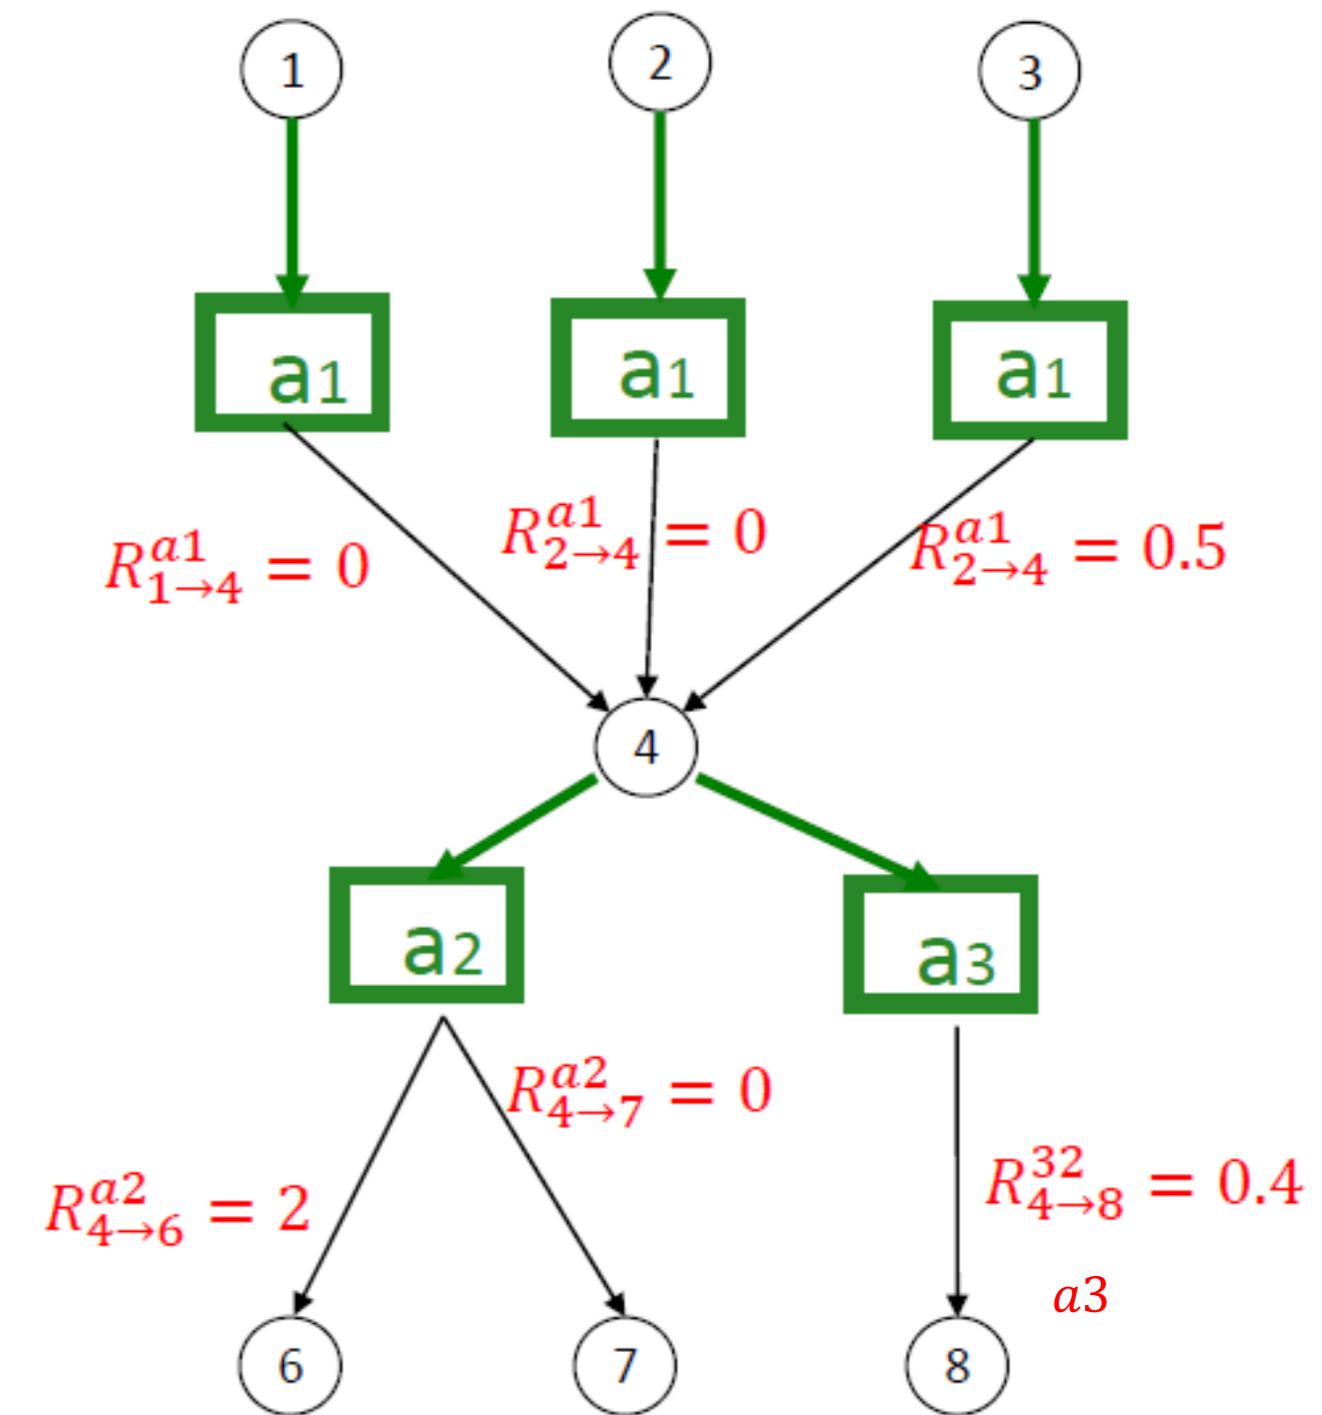 1 2 3
a1 a1 a1
R^{a1}_{1→4} = 0 R^{a1}_{2→4} = 0 R^{a1}_{2→4} = 0.5
4
a2 a3
R^{a2}_{4→7} = 0
R^{a2}_{4→6} = 2 R^{32}_{4→8} = 0.4
a3
6 7 8